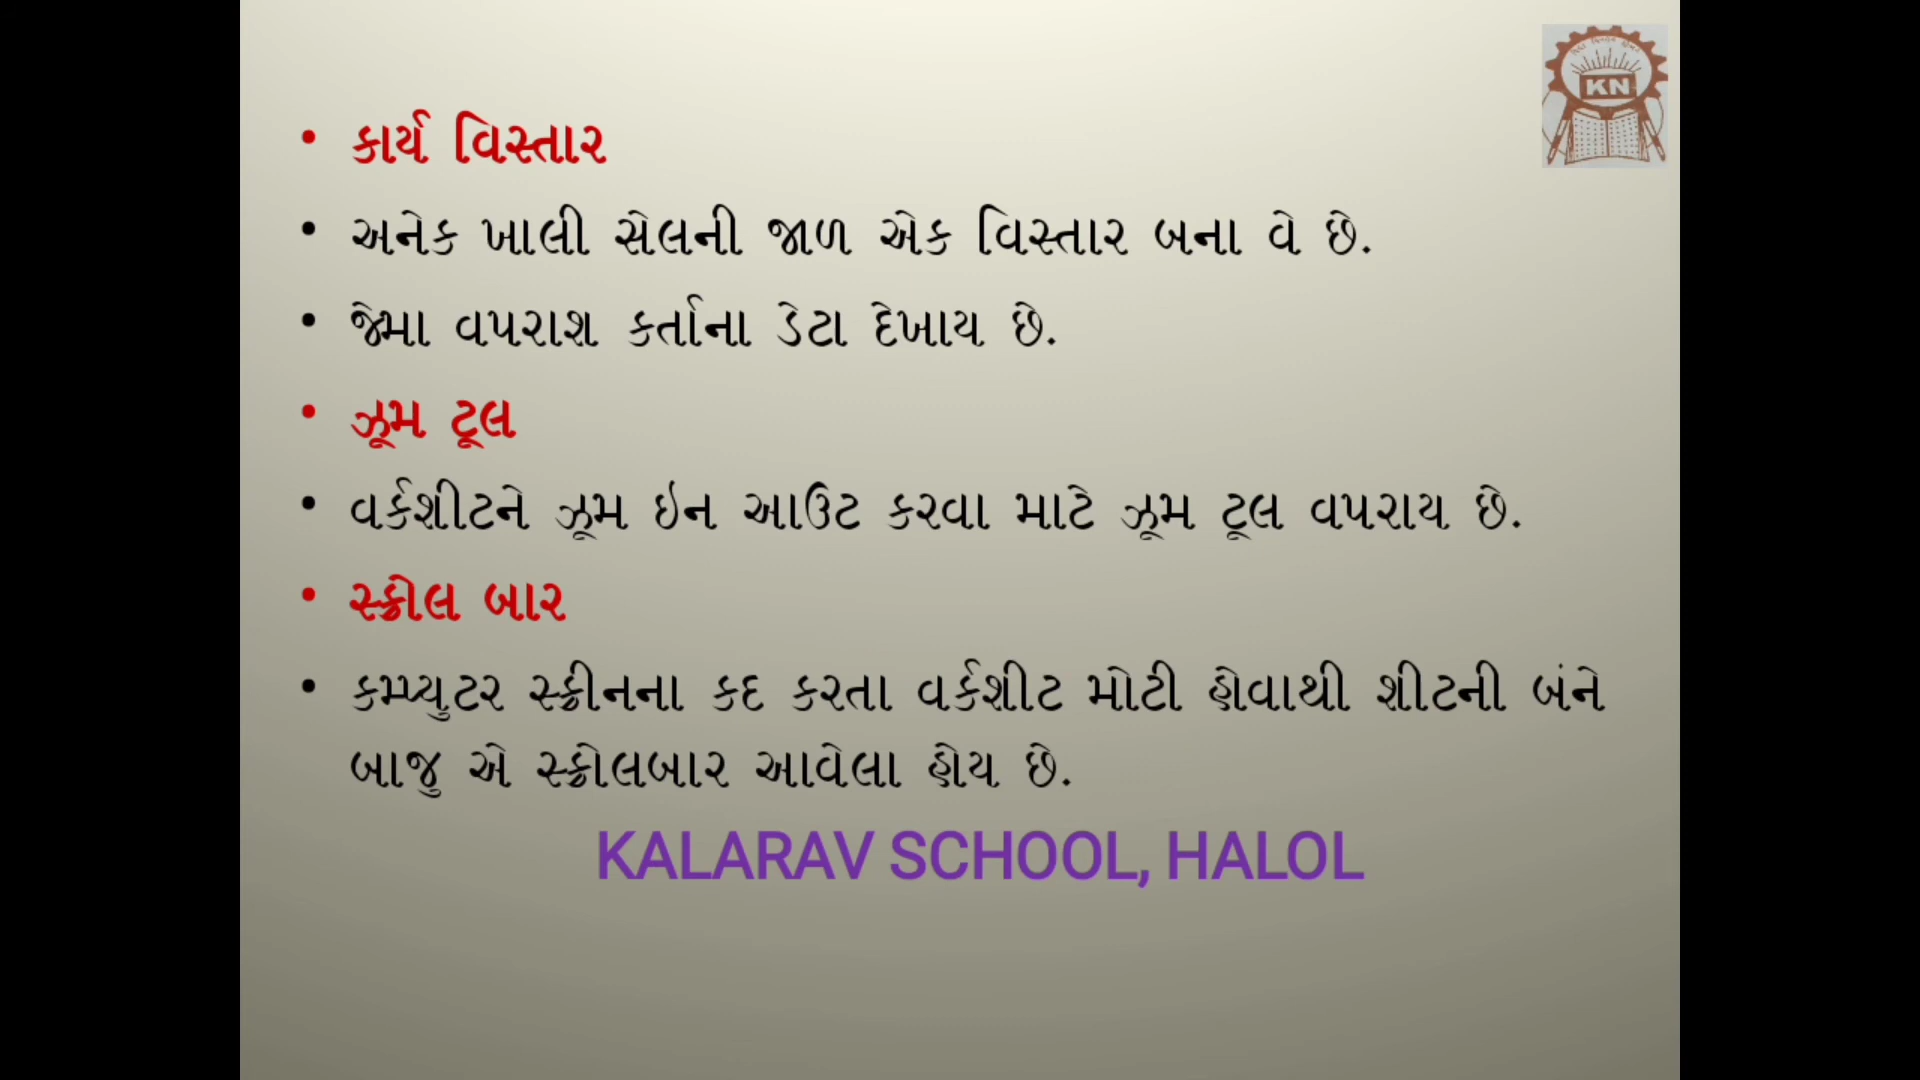 • કાર્ય વિસ્તાર
• અનેક ખાલી સેલની જાળ એક વિસ્તાર બના વે છે.
• જેમા વપરાશ કર્તાના ડેટા દેખાય છે.
• ઝૂમ ટૂલ
• વર્કશીટને ઝૂમ ઇન આઉટ કરવા માટે ઝૂમ ટૂલ વપરાય છે.
• સ્ક્રોલ બાર
• કમ્પ્યુટર સ્ક્રીનના કદ કરતા વર્કશીટ મોટી હોવાથી શીટની બંને
બાજુ એ સ્ક્રોલબાર આવેલા હોય છે.
KALARAV SCHOOL, HALOL
KN